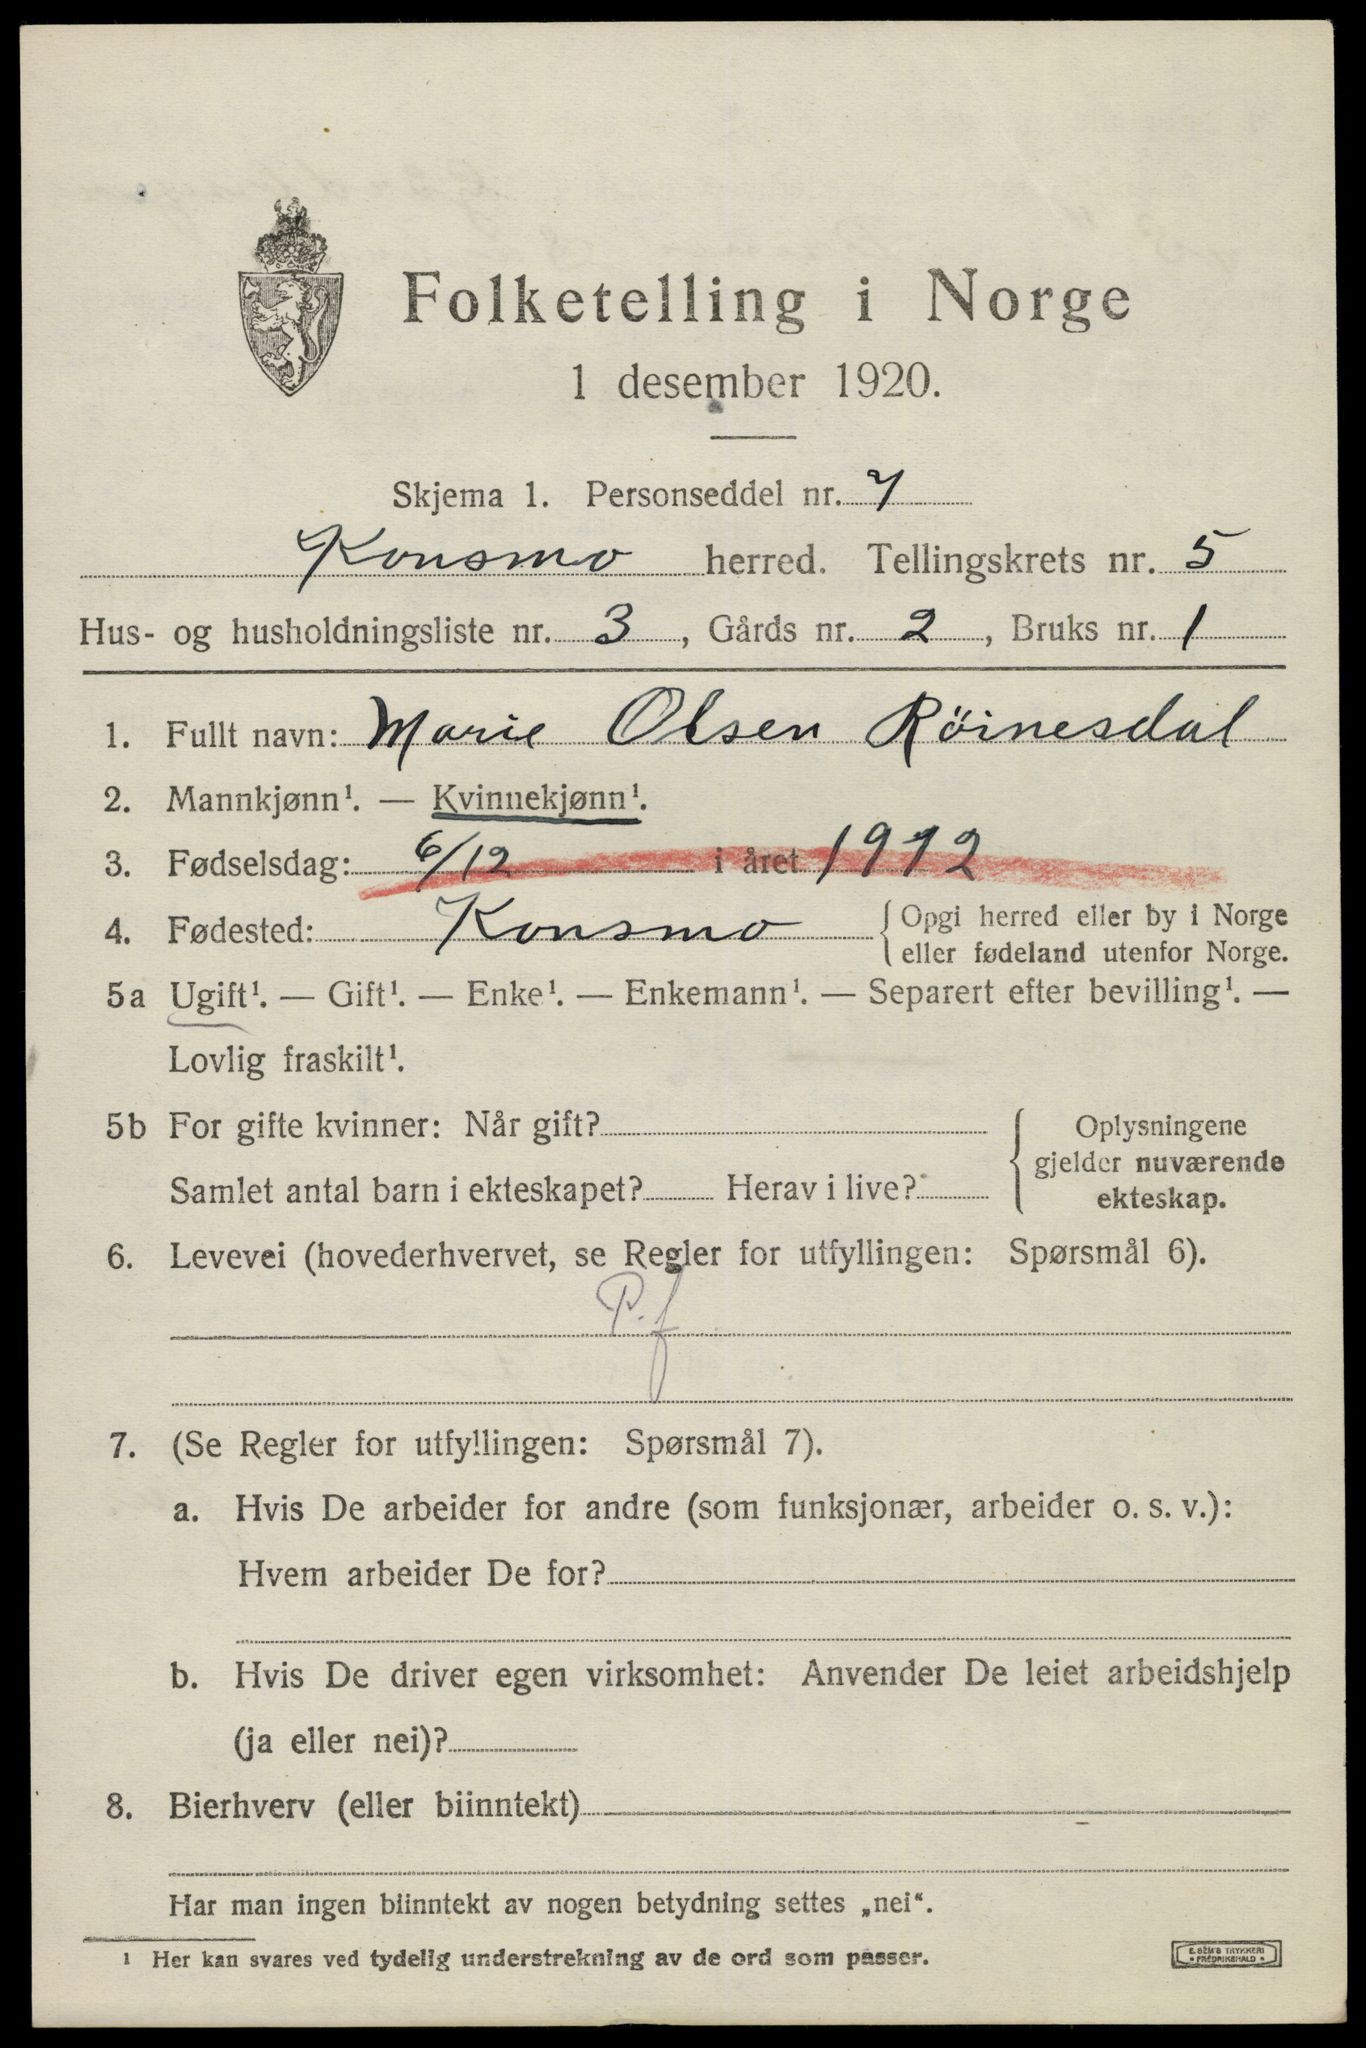 Folketelling i Norge
1 desember 1920.
Skjema 1. Personseddel nr. 7
Konsmo herred. Tellingskrets nr. 5
Hus- og husholdningsliste nr. 3, Gårds nr. 2, Bruks nr. 1
1. Fullt navn: Marie Olsen Röinesdal
2. Mannkjønn¹. — Kvinnekjønn¹.
3. Fødselsdag: 6/12 i året 1912
4. Fødested: Konsmo { Opgi herred eller by i Norge
eller fødeland utenfor Norge.
5a Ugift¹. — Gift¹. — Enke¹. — Enkemann¹. — Separert efter bevilling¹. —
Lovlig fraskilt¹.
5b For gifte kvinner: Når gift?
Samlet antal barn i ekteskapet? Herav i live?
{ Oplysningene
gjelder nuværende
ekteskap.
6. Levevei (hovederhvervet, se Regler for utfyllingen: Spørsmål 6).
P.f
7. (Se Regler for utfyllingen: Spørsmål 7).
a. Hvis De arbeider for andre (som funksjonær, arbeider o. s. v.):
Hvem arbeider De for?
b. Hvis De driver egen virksomhet: Anvender De leiet arbeidshjelp
(ja eller nei)?
8. Bierhverv (eller biinntekt)
Har man ingen biinntekt av nogen betydning settes „nei“.
¹ Her kan svares ved tydelig understrekning av de ord som passer.
E. SEM'S TRYKKERI
• FREDRIKSHALD •